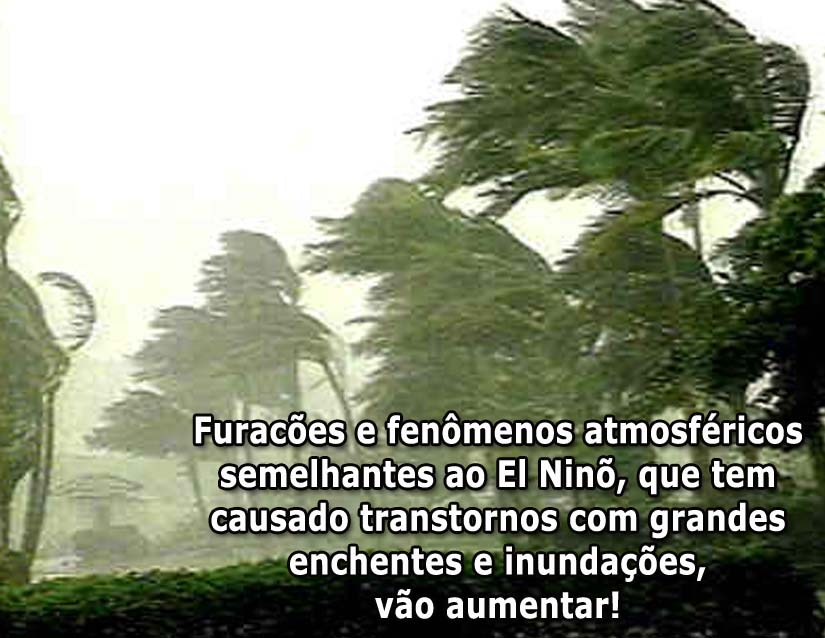 Furacões e fenômenos atmosféricos
semelhantes ao El Ninõ, que tem
causado transtornos com grandes
enchentes e inundações,
vão aumentar!